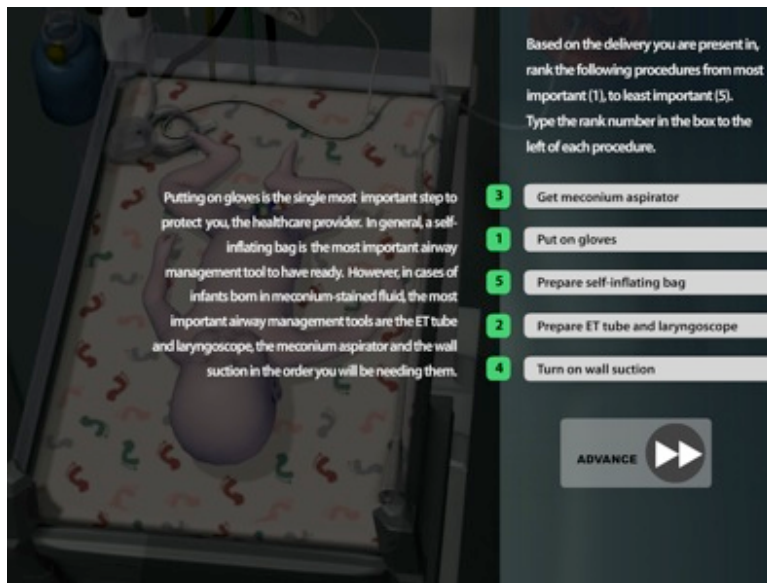 Based on the delivery you are present in,
rank the following procedures from most
important (1), to least important (5).
Type the rank number in the box to the
left of each procedure.
Putting on gloves is the single most important step to
protect you, the healthcare provider. In general, a self-
inflating bag is the most important airway
management tool to have ready. However, in cases of
infants born in meconium-stained fluid, the most
important airway management tools are the ET tube
and laryngoscope, the meconium aspirator and the wall
suction in the order you will be needing them.
3 Get meconium aspirator
1 Put on gloves
5 Prepare self-inflating bag
2 Prepare ET tube and laryngoscope
4 Turn on wall suction
ADVANCE